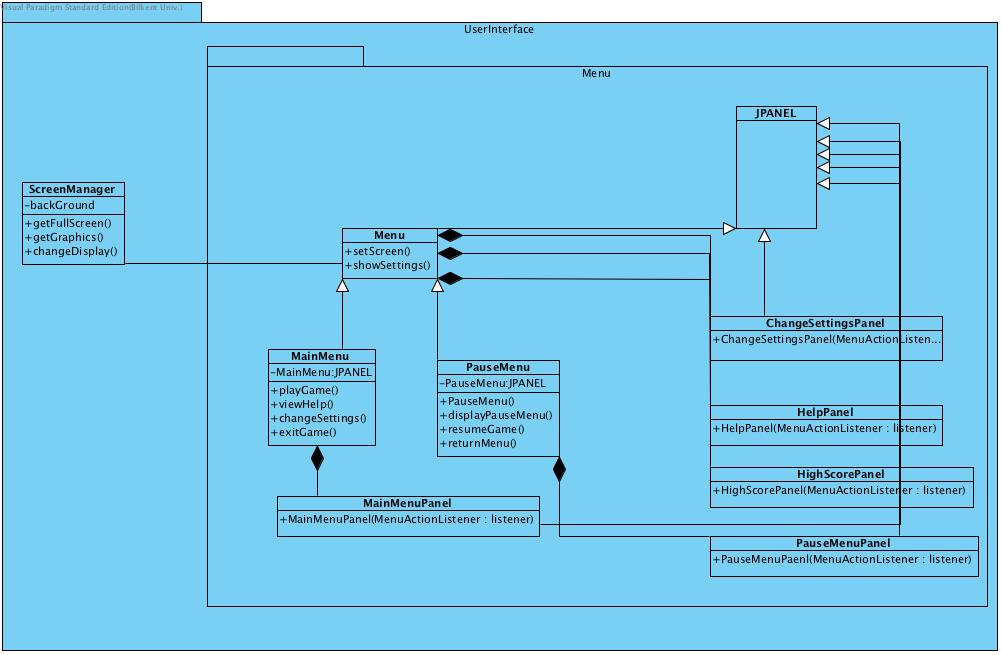 Visual Paradigm Standard Edition(Bilkent Univ.)
UserInterface
Menu
JPANEL
ScreenManager
-backGround
+getFullScreen()
+getGraphics()
+changeDisplay()
Menu
+setScreen()
+showSettings()
ChangeSettingsPanel
+ChangeSettingsPanel(MenuActionListen...
MainMenu
-MainMenu:JPANEL
+playGame()
+viewHelp()
+changeSettings()
+exitGame()
PauseMenu
-PauseMenu:JPANEL
+PauseMenu()
+displayPauseMenu()
+resumeGame()
+returnMenu()
HelpPanel
+HelpPanel(MenuActionListener : listener)
HighScorePanel
+HighScorePanel(MenuActionListener : listener)
MainMenuPanel
+MainMenuPanel(MenuActionListener : listener)
PauseMenuPanel
+PauseMenuPaenl(MenuActionListener : listener)